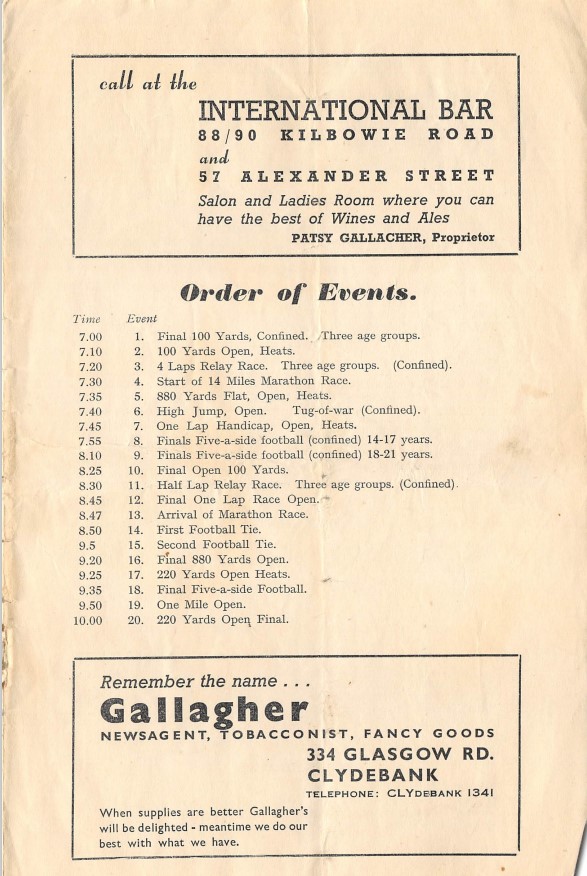 call at the
INTERNATIONAL BAR
88/90 KILBOWIE ROAD
and
57 ALEXANDER STREET
Salon and Ladies Room where you can
have the best of Wines and Ales
PATSY GALLACHER, Proprietor
Order of Events.
Time Event
7.00 1. Final 100 Yards, Confined. Three age groups.
7.10 2. 100 Yards Open, Heats.
7.20 3. 4 Laps Relay Race. Three age groups. (Confined).
7.30 4. Start of 14 Miles Marathon Race.
7.35 5. 880 Yards Flat, Open, Heats.
7.40 6. High Jump, Open. Tug-of-war (Confined).
7.45 7. One Lap Handicap, Open, Heats.
7.55 8. Finals Five-a-side football (confined) 14-17 years.
8.10 9. Finals Five-a-side football (confined) 18-21 years.
8.25 10. Final Open 100 Yards.
8.30 11. Half Lap Relay Race. Three age groups. (Confined).
8.45 12. Final One Lap Race Open.
8.47 13. Arrival of Marathon Race.
8.50 14. First Football Tie.
9.5 15. Second Football Tie.
9.20 16. Final 880 Yards Open.
9.25 17. 220 Yards Open Heats.
9.35 18. Final Five-a-side Football.
9.50 19. One Mile Open.
10.00 20. 220 Yards Open Final.
Remember the name . . .
Gallagher
NEWSAGENT, TOBACCONIST, FANCY GOODS
334 GLASGOW RD.
CLYDEBANK
TELEPHONE: CLYDEBANK 1341
When supplies are better Gallagher's
will be delighted - meantime we do our
best with what we have.